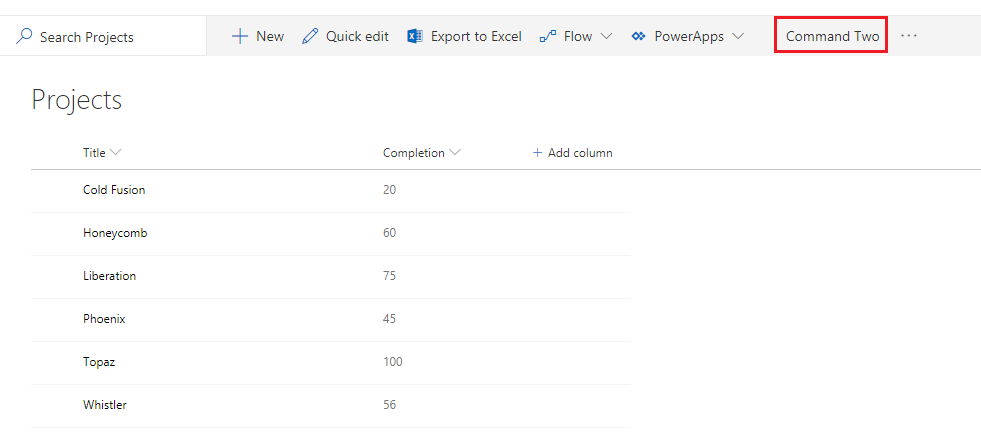 Search Projects New Quick edit Export to Excel Flow PowerApps Command Two ...
Projects
Title Completion + Add column
Cold Fusion 20
Honeycomb 60
Liberation 75
Phoenix 45
Topaz 100
Whistler 56